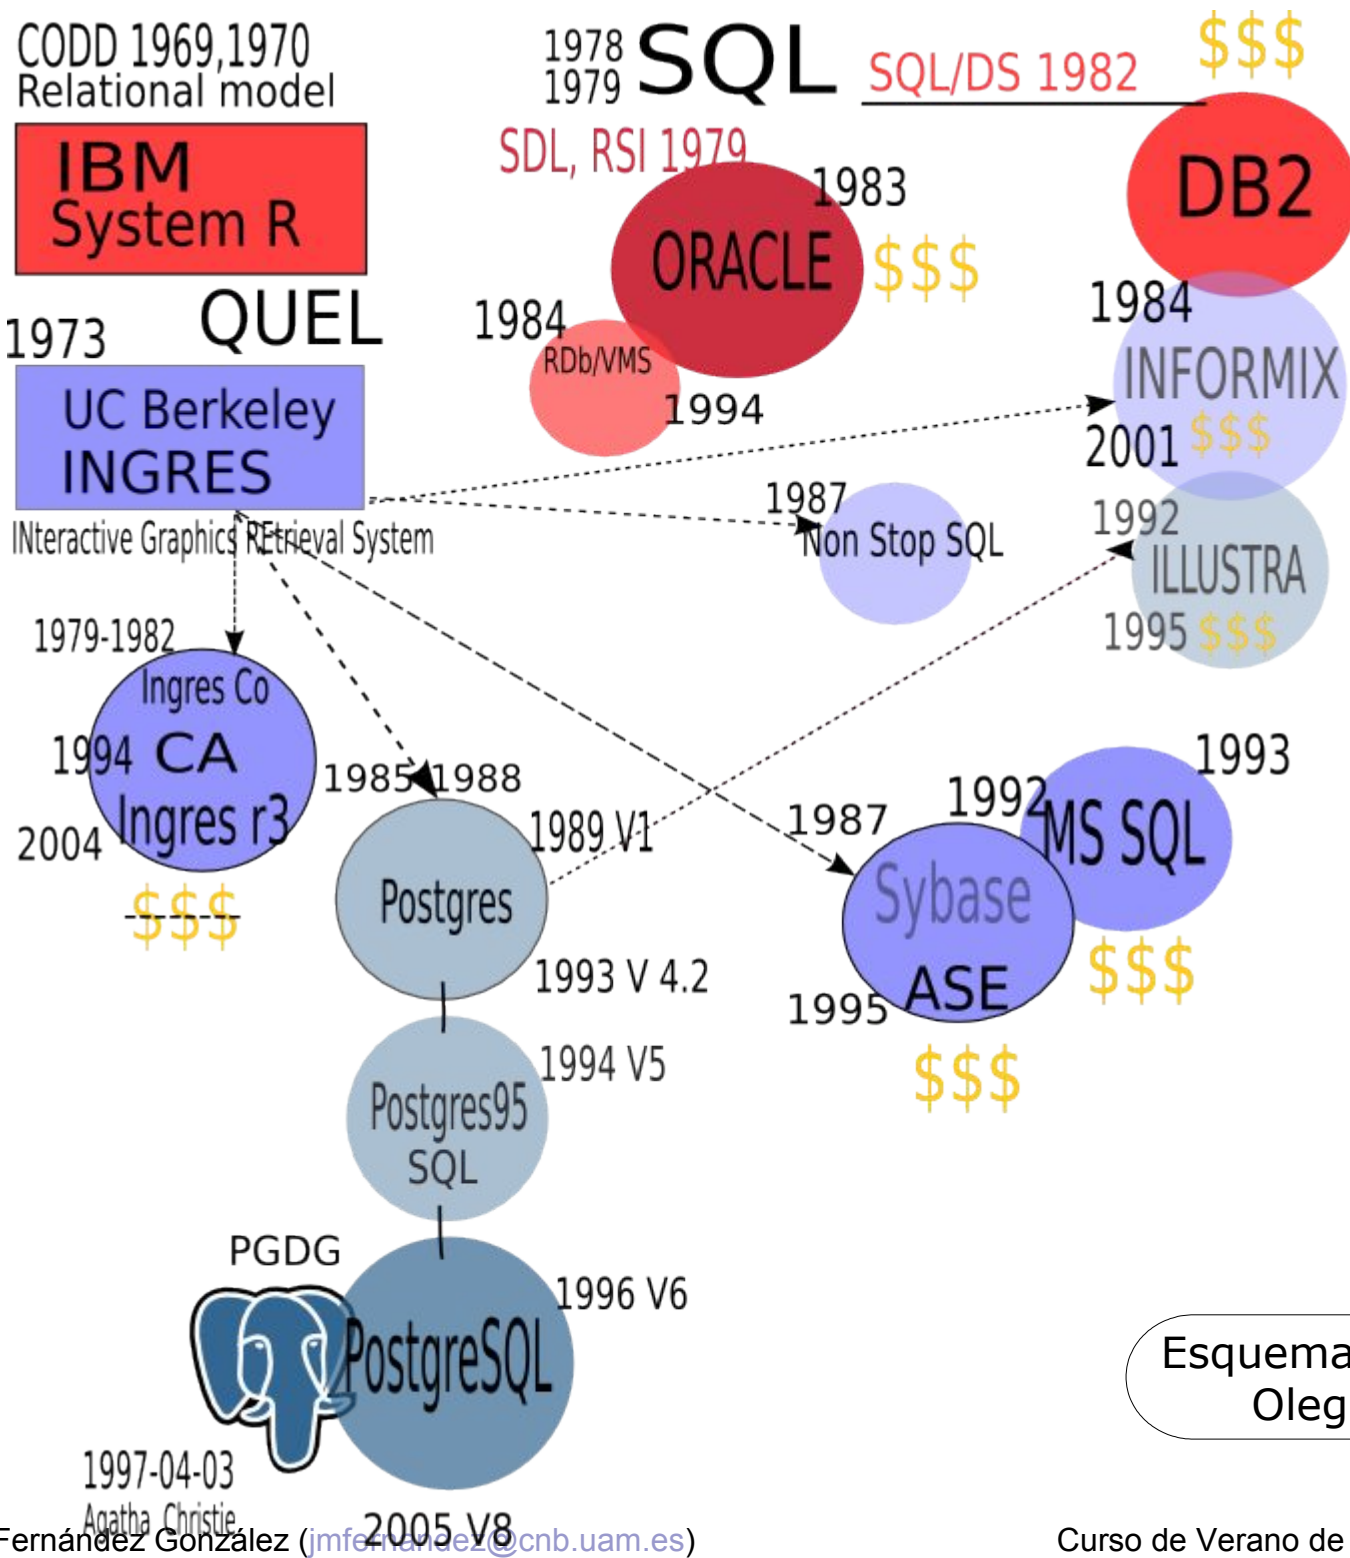 CODD 1969,1970
Relational model
IBM
System R
1978
1979
SQL
SQL/DS 1982
$$$
DB2
SDL, RSI 1979
1983
ORACLE
$$$
1984
RDb/VMS
1994
1984
INFORMIX
2001 $$$
1992
ILLUSTRA
1995 $$$
QUEL
1973
UC Berkeley
INGRES
INteractive Graphics REtrieval System
1987
Non Stop SQL
1979-1982
Ingres Co
1994 CA
Ingres r3
2004
$$$
1985 1988
1989 V1
Postgres
1993 V 4.2
1987
Sybase
ASE
1995
$$$
1992
MS SQL
1993
$$$
1994 V5
Postgres95
SQL
PGDG
1996 V6
PostgreSQL
1997-04-03
Agatha Christie
2005 V8
Esquema
Oleg
Fernández González (jmfernandez@cnb.uam.es)
Curso de Verano de